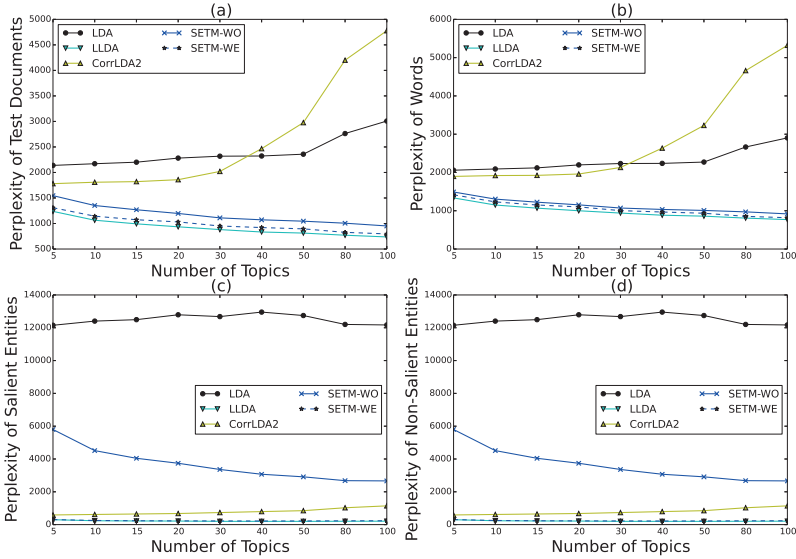 (a)
Perplexity of Test Documents
5000
4500
4000
3500
3000
2500
2000
1500
1000
500
LDA
LLDA
CorrLDA2
SETM-WO
SETM-WE
5 10 15 20 30 40 50 80 100
Number of Topics
(b)
Perplexity of Words
6000
5000
4000
3000
2000
1000
0
LDA
LLDA
CorrLDA2
SETM-WO
SETM-WE
5 10 15 20 30 40 50 80 100
Number of Topics
(c)
Perplexity of Salient Entities
14000
12000
10000
8000
6000
4000
2000
0
LDA
LLDA
CorrLDA2
SETM-WO
SETM-WE
5 10 15 20 30 40 50 80 100
Number of Topics
(d)
Perplexity of Non-Salient Entities
14000
12000
10000
8000
6000
4000
2000
0
LDA
LLDA
CorrLDA2
SETM-WO
SETM-WE
5 10 15 20 30 40 50 80 100
Number of Topics